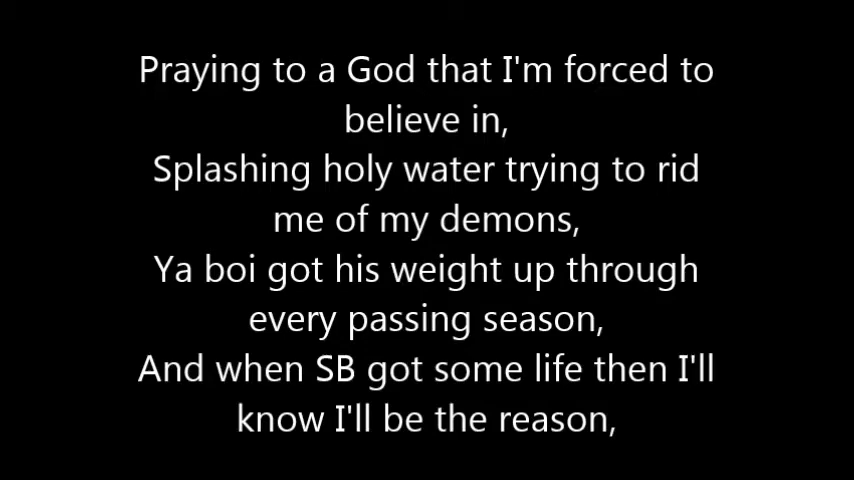 Praying to a God that I'm forced to
believe in,
Splashing holy water trying to rid
me of my demons,
Ya boi got his weight up through
every passing season,
And when SB got some life then I'll
know I'll be the reason,